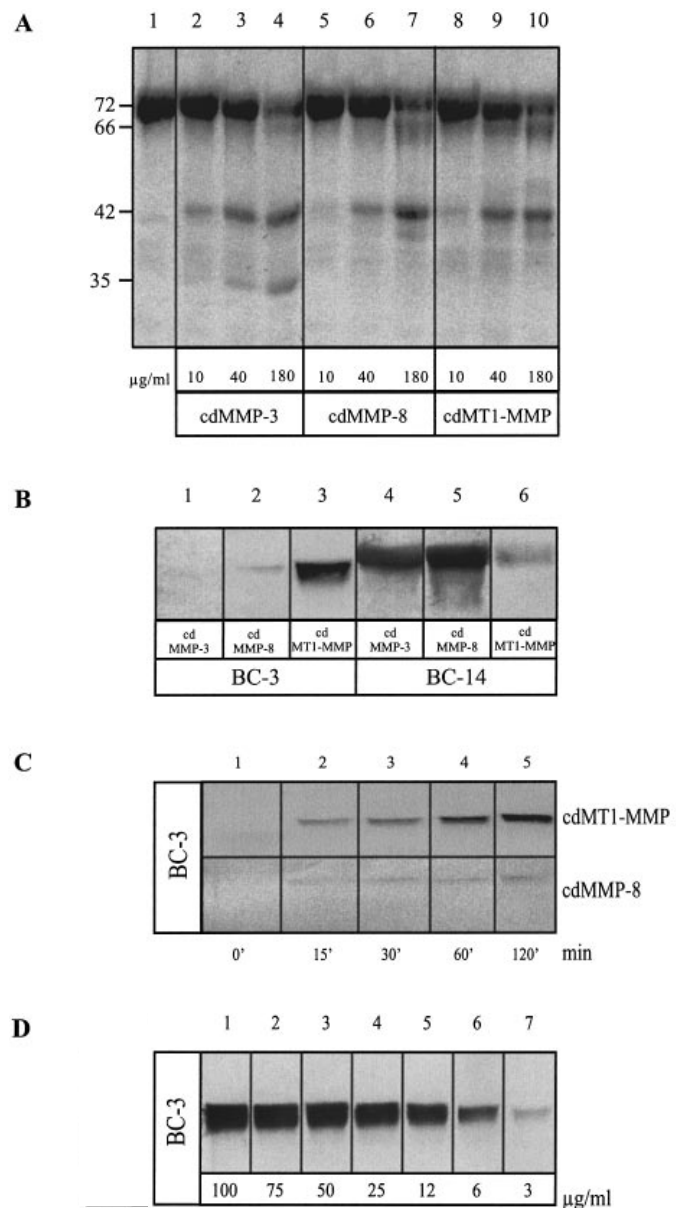 A
1 2 3 4 5 6 7 8 9 10
72
66
42
35
µg/ml 10 40 180 10 40 180 10 40 180
cdMMP-3 cdMMP-8 cdMT1-MMP
B
1 2 3 4 5 6
cd MMP-3 cd MMP-8 cd MT1-MMP cd MMP-3 cd MMP-8 cd MT1-MMP
BC-3 BC-14
C
1 2 3 4 5
BC-3
cdMT1-MMP
cdMMP-8
0' 15' 30' 60' 120' min
D
1 2 3 4 5 6 7
BC-3
100 75 50 25 12 6 3 µg/ml